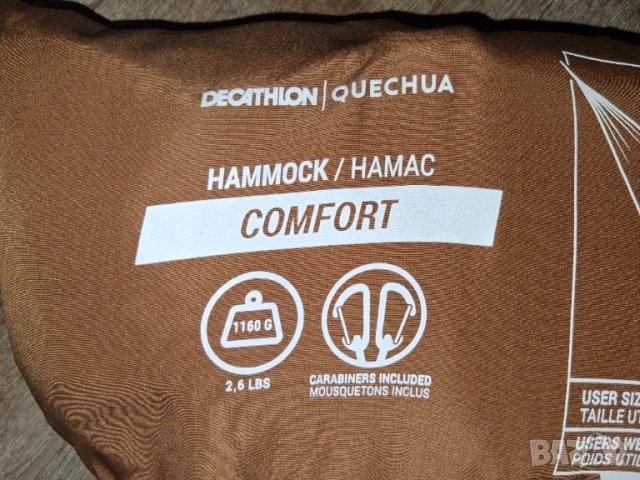 DECATHLON | QUECHUA
HAMMOCK / HAMAC
COMFORT
1160 G
2,6 LBS
CARABINERS INCLUDED
MOUSQUETONS INCLUS
USER SIZ
TAILLE UT
USERS WE
POIDS UTIL